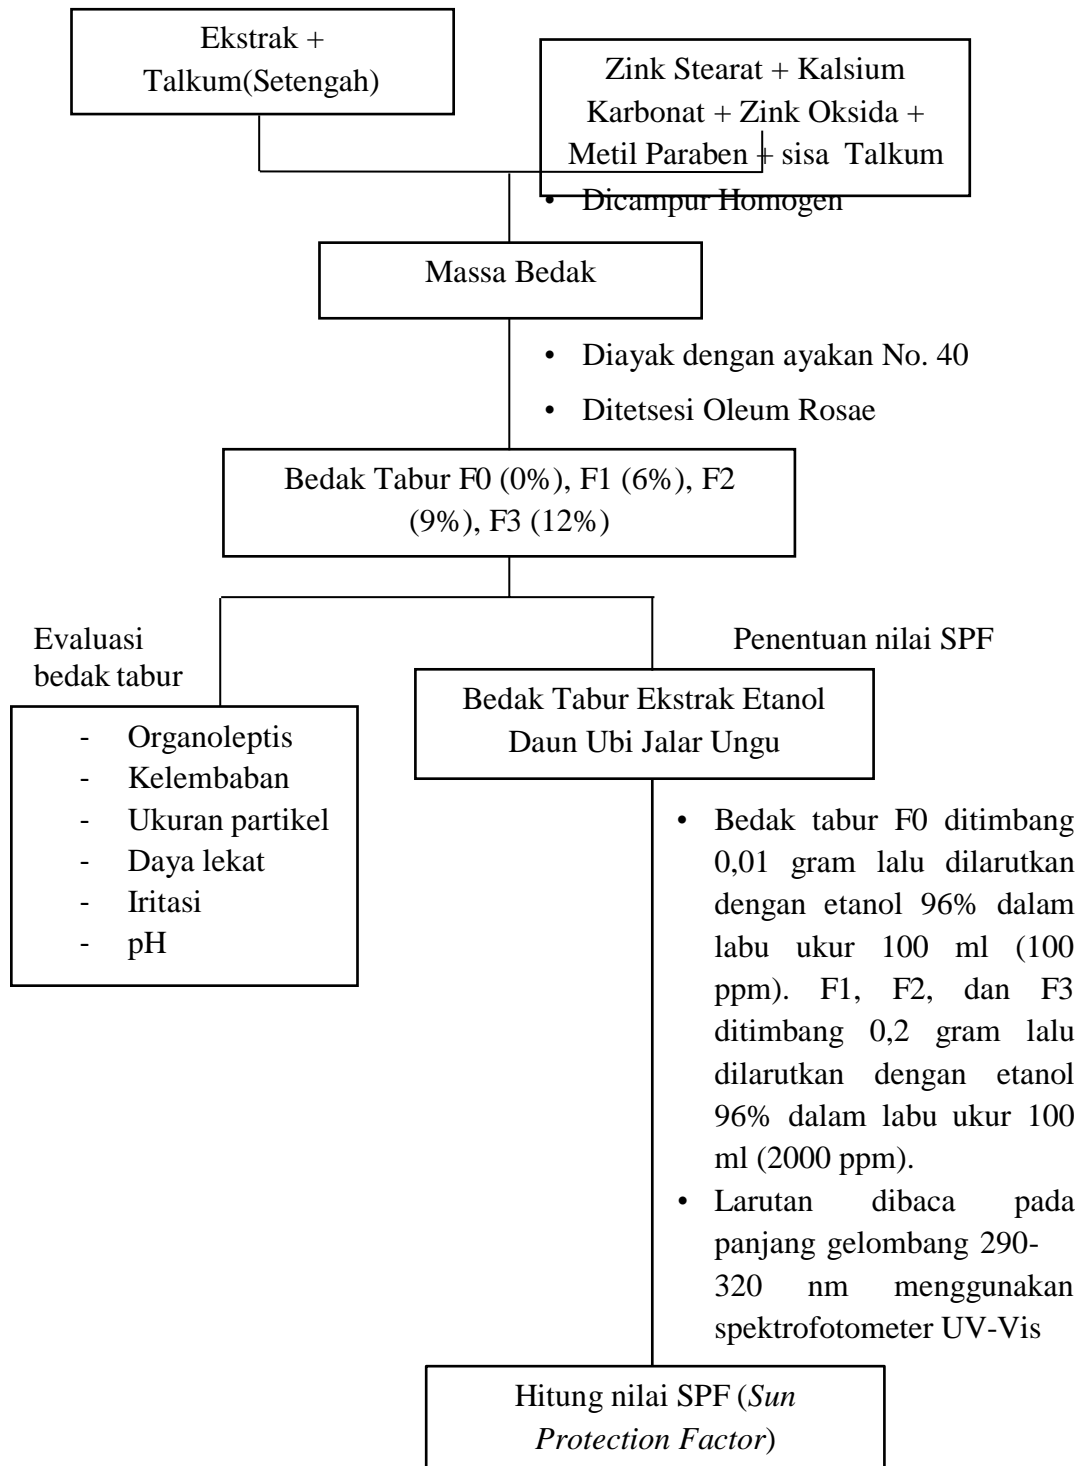 Ekstrak +
Talkum(Setengah)
Zink Stearat + Kalsium
Karbonat + Zink Oksida +
Metil Paraben + sisa Talkum
• Dicampur Homogen
Massa Bedak
• Diayak dengan ayakan No. 40
• Ditetsesi Oleum Rosae
Bedak Tabur F0 (0%), F1 (6%), F2
(9%), F3 (12%)
Evaluasi
bedak tabur
Penentuan nilai SPF
- Organoleptis
- Kelembaban
- Ukuran partikel
- Daya lekat
- Iritasi
- pH
Bedak Tabur Ekstrak Etanol
Daun Ubi Jalar Ungu
• Bedak tabur F0 ditimbang
0,01 gram lalu dilarutkan
dengan etanol 96% dalam
labu ukur 100 ml (100
ppm). F1, F2, dan F3
ditimbang 0,2 gram lalu
dilarutkan dengan etanol
96% dalam labu ukur 100
ml (2000 ppm).
• Larutan dibaca pada
panjang gelombang 290-
320 nm menggunakan
spektrofotometer UV-Vis
Hitung nilai SPF (Sun
Protection Factor)